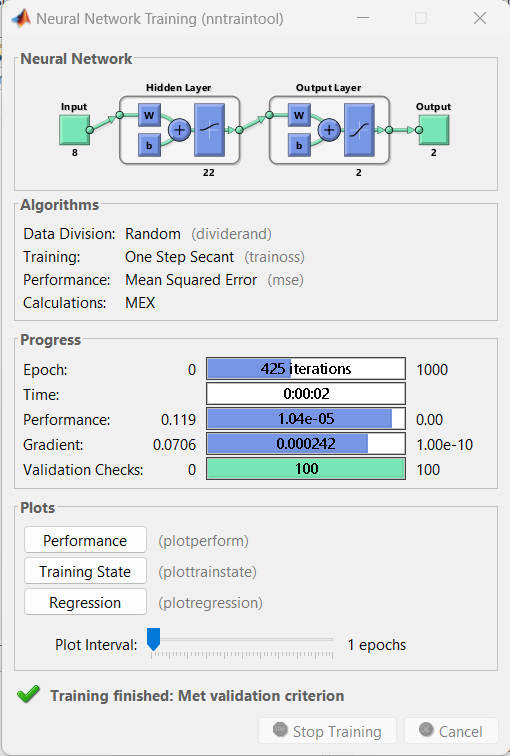 Neural Network Training (nntraintool)
Neural Network
Hidden Layer Output Layer
Input W W Output
b b
8 22 2 2
Algorithms
Data Division: Random (dividerand)
Training: One Step Secant (trainoss)
Performance: Mean Squared Error (mse)
Calculations: MEX
Progress
Epoch: 0 425 iterations 1000
Time: 0:00:02
Performance: 0.119 1.04e-05 0.00
Gradient: 0.0706 0.000242 1.00e-10
Validation Checks: 0 100 100
Plots
Performance (plotperform)
Training State (plottrainstate)
Regression (plotregression)
Plot Interval: 1 epochs
Training finished: Met validation criterion
Stop Training Cancel